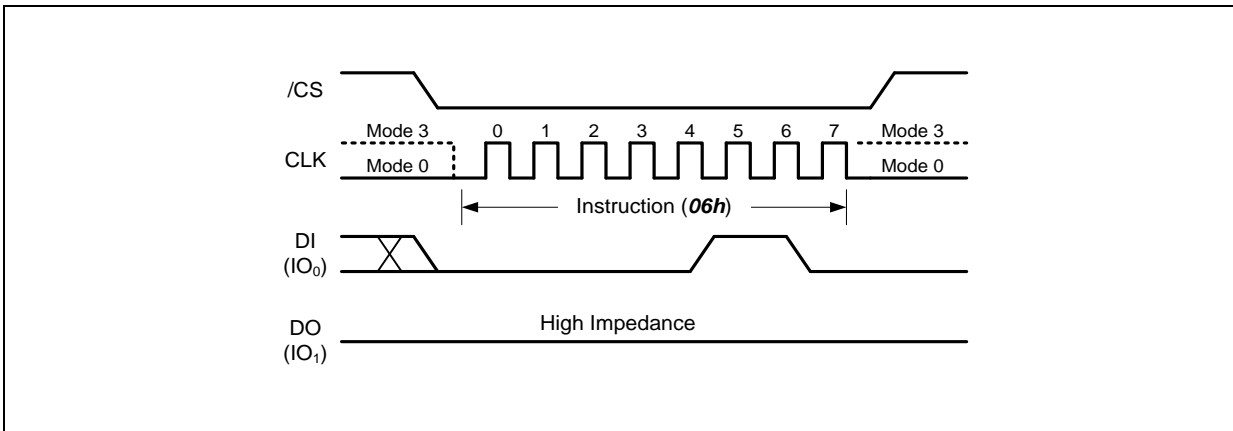 /CS
Mode 3 0 1 2 3 4 5 6 7 Mode 3
CLK
Mode 0 Mode 0
Instruction (06h)
DI
(IO₀)
High Impedance
DO
(IO₁)